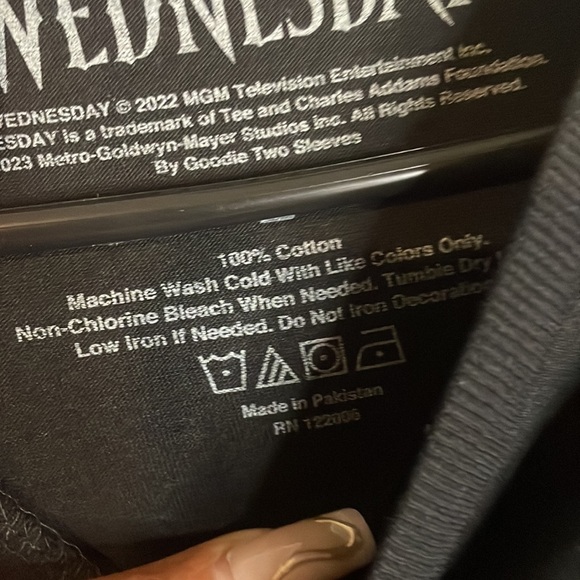 WEDNESDAY
WEDNESDAY © 2022 MGM Television Entertainment Inc.
ESDAY is a trademark of Tee and Charles Addams Foundation.
023 Metro-Goldwyn-Mayer Studios Inc. All Rights Reserved.
By Goodie Two Sleeves
100% Cotton
Machine Wash Cold With Like Colors Only.
Non-Chlorine Bleach When Needed. Tumble Dry
Low Iron If Needed. Do Not Iron Decoration
Made in Pakistan
RN 122006